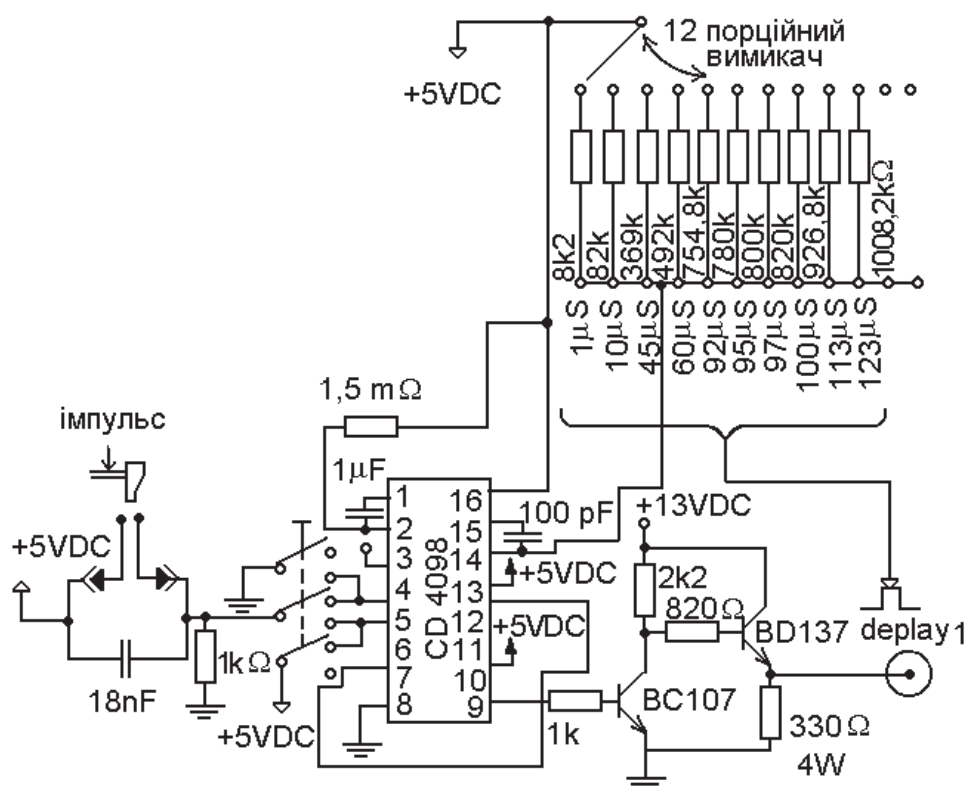 12 порційний
вимикач
+5VDC
8k2
82k
369k
492k
754,8k
780k
800k
820k
926,8k
1008,2kΩ
1μS
10μS
45μS
60μS
92μS
95μS
97μS
100μS
113μS
123μS
1,5 mΩ
імпульс
1μF
+5VDC
1
2
3
4
5
6
7
8
CD 4098
16
15
14
13
12
11
10
9
100 pF
+5VDC
+5VDC
+13VDC
2k2
820Ω
BD137
deplay1
1kΩ
18nF
+5VDC
1k
BC107
330Ω
4W